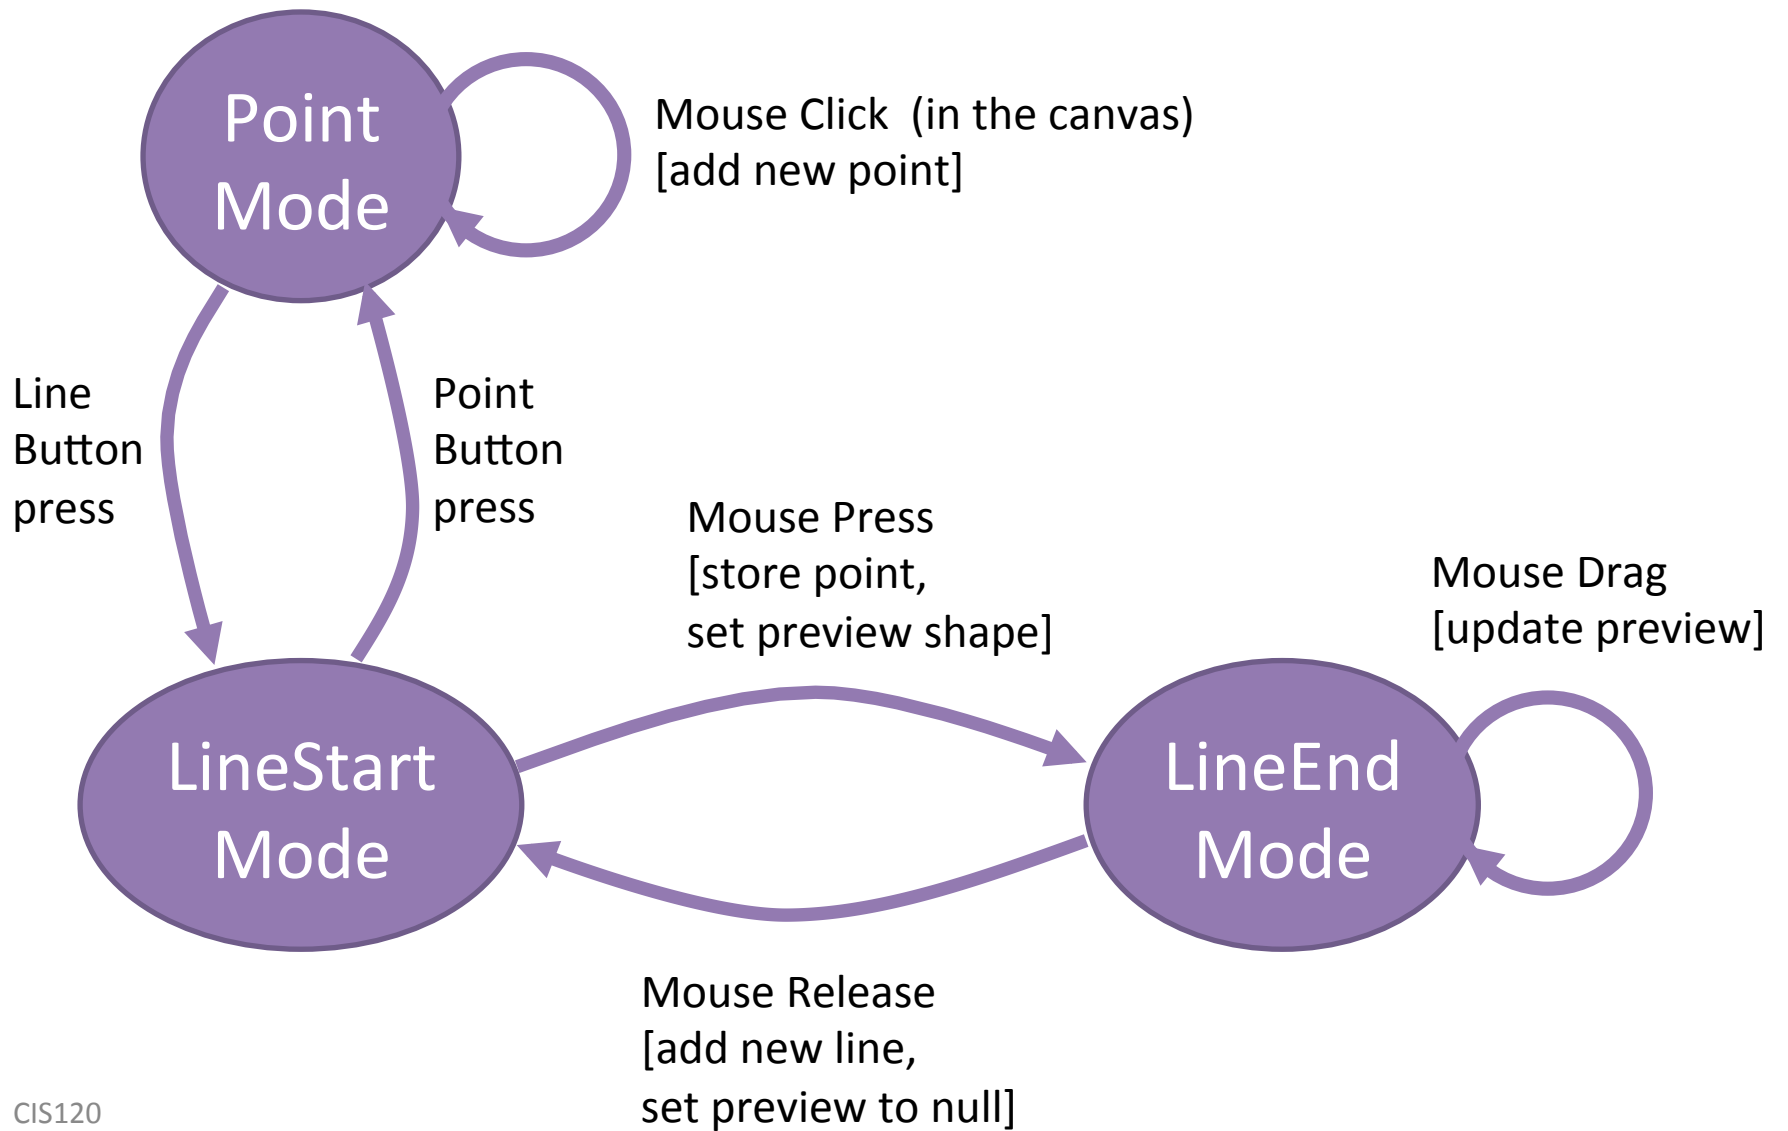 Point
Mode
Mouse Click  (in the canvas)
[add new point]
Line
Button
press
Point
Button
press
Mouse Press
[store point,
set preview shape]
Mouse Drag
[update preview]
LineStart
Mode
LineEnd
Mode
Mouse Release
[add new line,
set preview to null]
CIS120